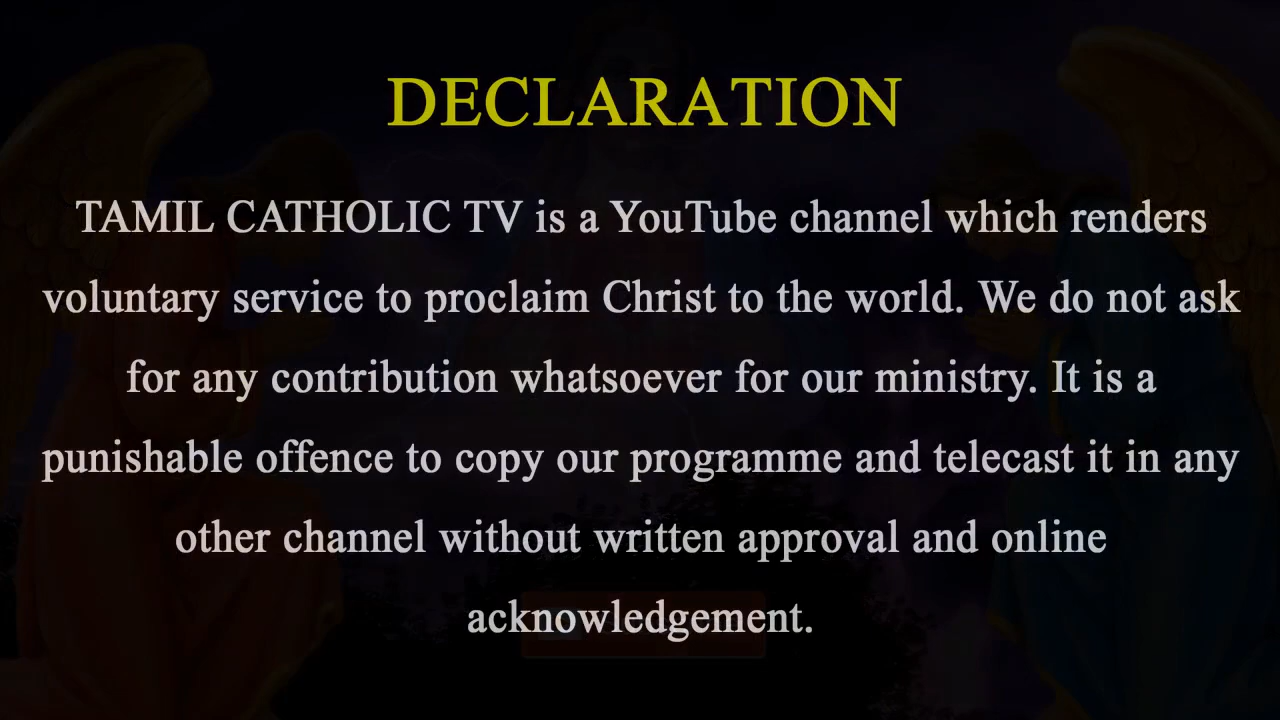 DECLARATION
TAMIL CATHOLIC TV is a YouTube channel which renders
voluntary service to proclaim Christ to the world. We do not ask
for any contribution whatsoever for our ministry. It is a
punishable offence to copy our programme and telecast it in any
other channel without written approval and online
acknowledgement.